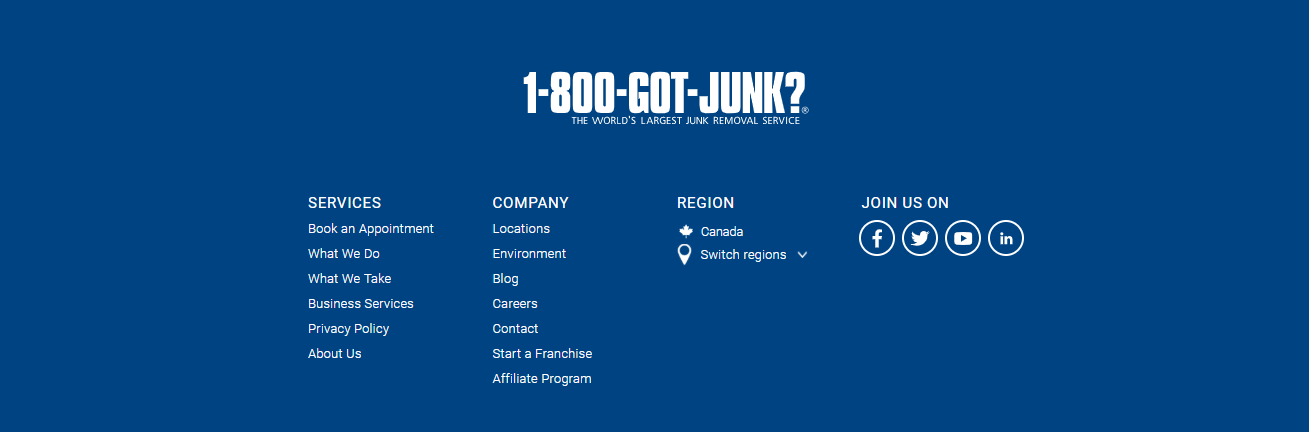 1-800-GOT-JUNK?®
THE WORLD'S LARGEST JUNK REMOVAL SERVICE
SERVICES
Book an Appointment
What We Do
What We Take
Business Services
Privacy Policy
About Us
COMPANY
Locations
Environment
Blog
Careers
Contact
Start a Franchise
Affiliate Program
REGION
Canada
Switch regions
JOIN US ON
f
in